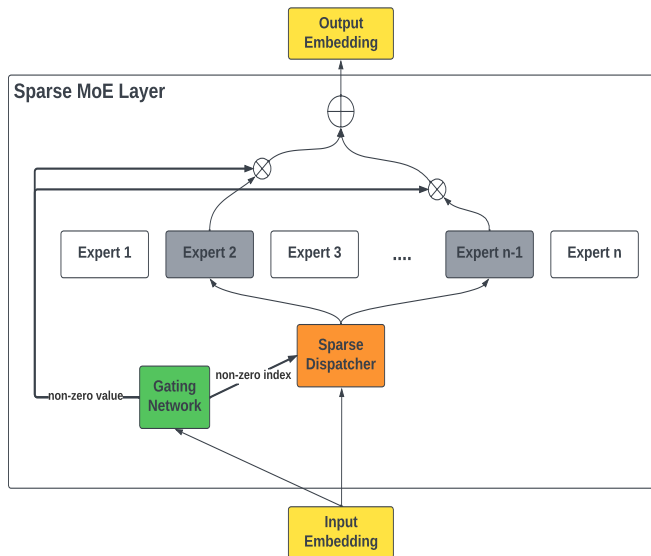 Output
Embedding
Sparse MoE Layer
Expert 1
Expert 2
Expert 3
....
Expert n-1
Expert n
Sparse
Dispatcher
non-zero index
Gating
Network
non-zero value
Input
Embedding